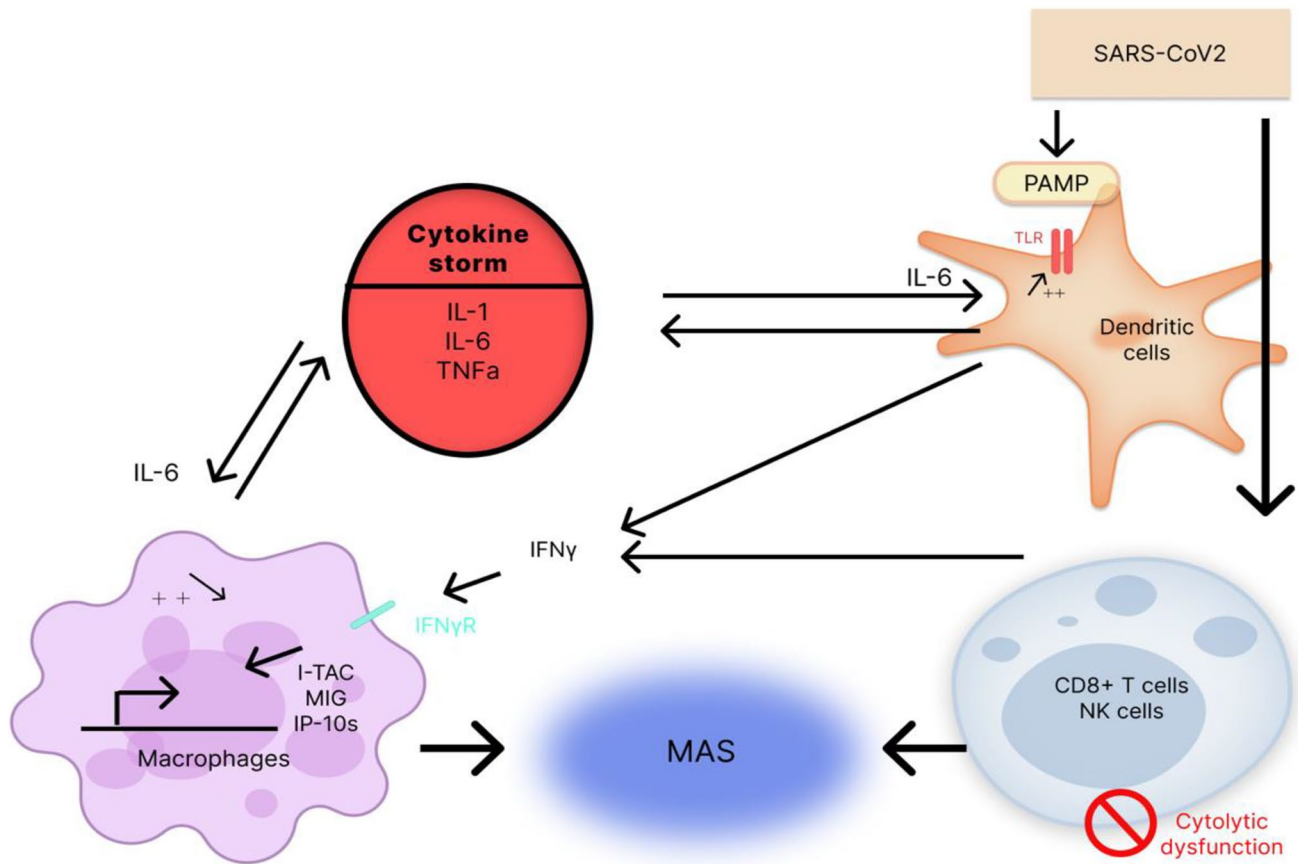 SARS-CoV2
PAMP
TLR
++
Dendritic
cells
IL-6
Cytokine
storm
IL-1
IL-6
TNFa
IL-6
IFNγ
IFNγR
+ +
I-TAC
MIG
IP-10s
Macrophages
MAS
CD8+ T cells
NK cells
Cytolytic
dysfunction